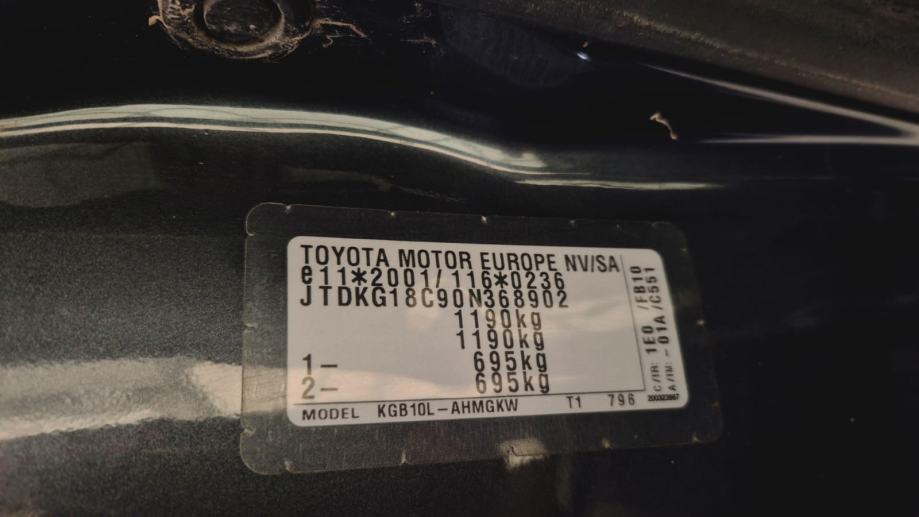 TOYOTA MOTOR EUROPE NV/SA
e11*2001/116*0236
JTDKG18C90N368902
1190kg
1190kg
1- 695kg
2- 695kg
MODEL KGB10L-AHMGKW T1 796
C/TR: 1E0 /FB10
A/TM: -01A /C551